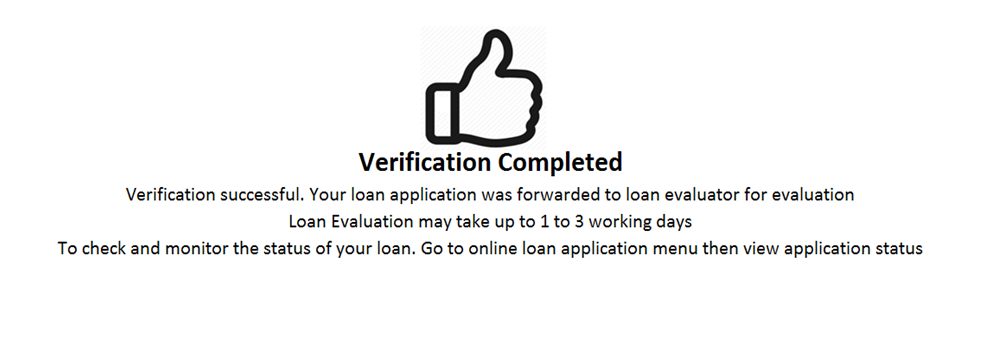 Verification Completed
Verification successful. Your loan application was forwarded to loan evaluator for evaluation
Loan Evaluation may take up to 1 to 3 working days
To check and monitor the status of your loan. Go to online loan application menu then view application status